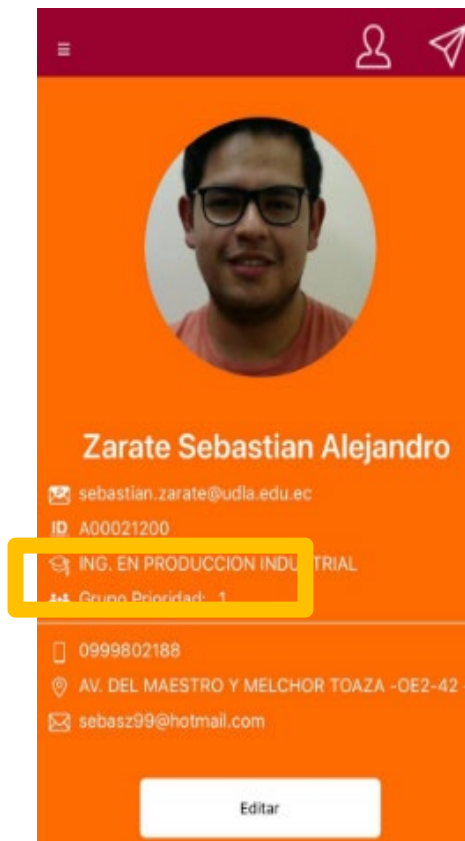 Zarate Sebastian Alejandro
sebastian.zarate@udla.edu.ec
ID A00021200
ING. EN PRODUCCION INDUSTRIAL
Grupo Prioridad: 1
0999802188
AV. DEL MAESTRO Y MELCHOR TOAZA -OE2-42
sebasz99@hotmail.com
Editar